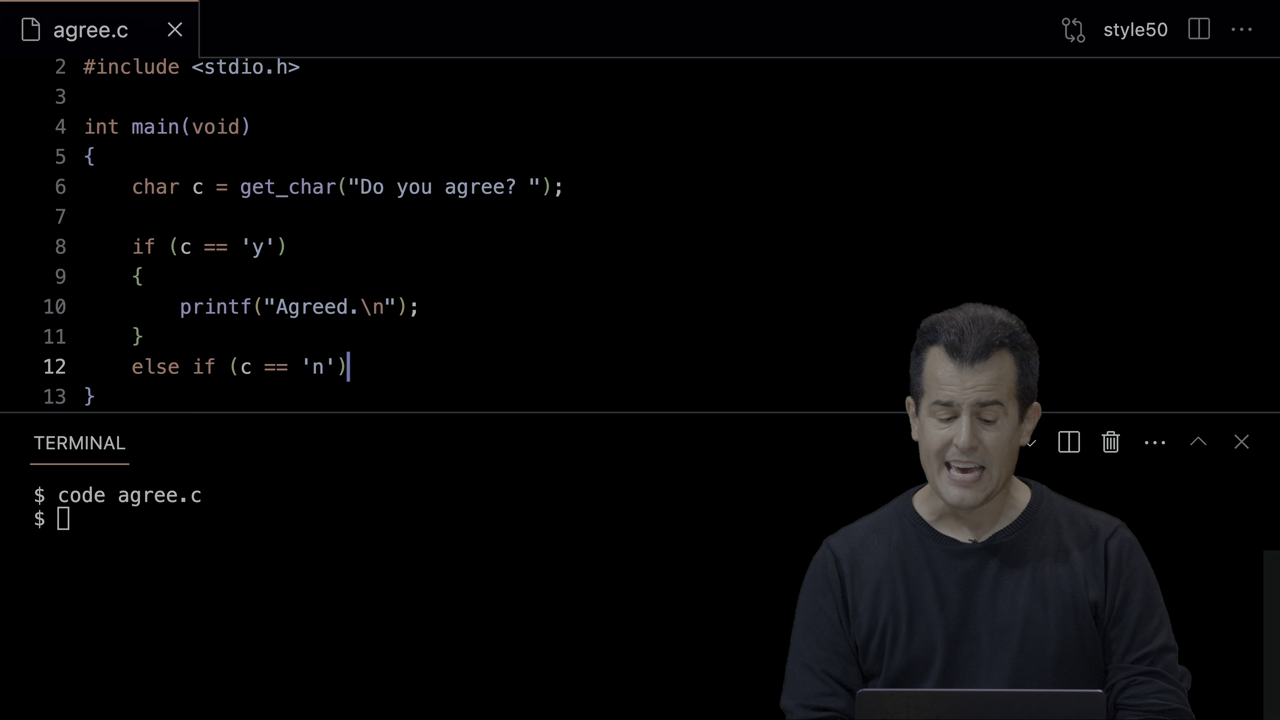 agree.c
style50
2 #include <stdio.h>
3
4 int main(void)
5 {
6     char c = get_char("Do you agree? ");
7
8     if (c == 'y')
9     {
10         printf("Agreed.\n");
11     }
12     else if (c == 'n')
13 }
TERMINAL
$ code agree.c
$